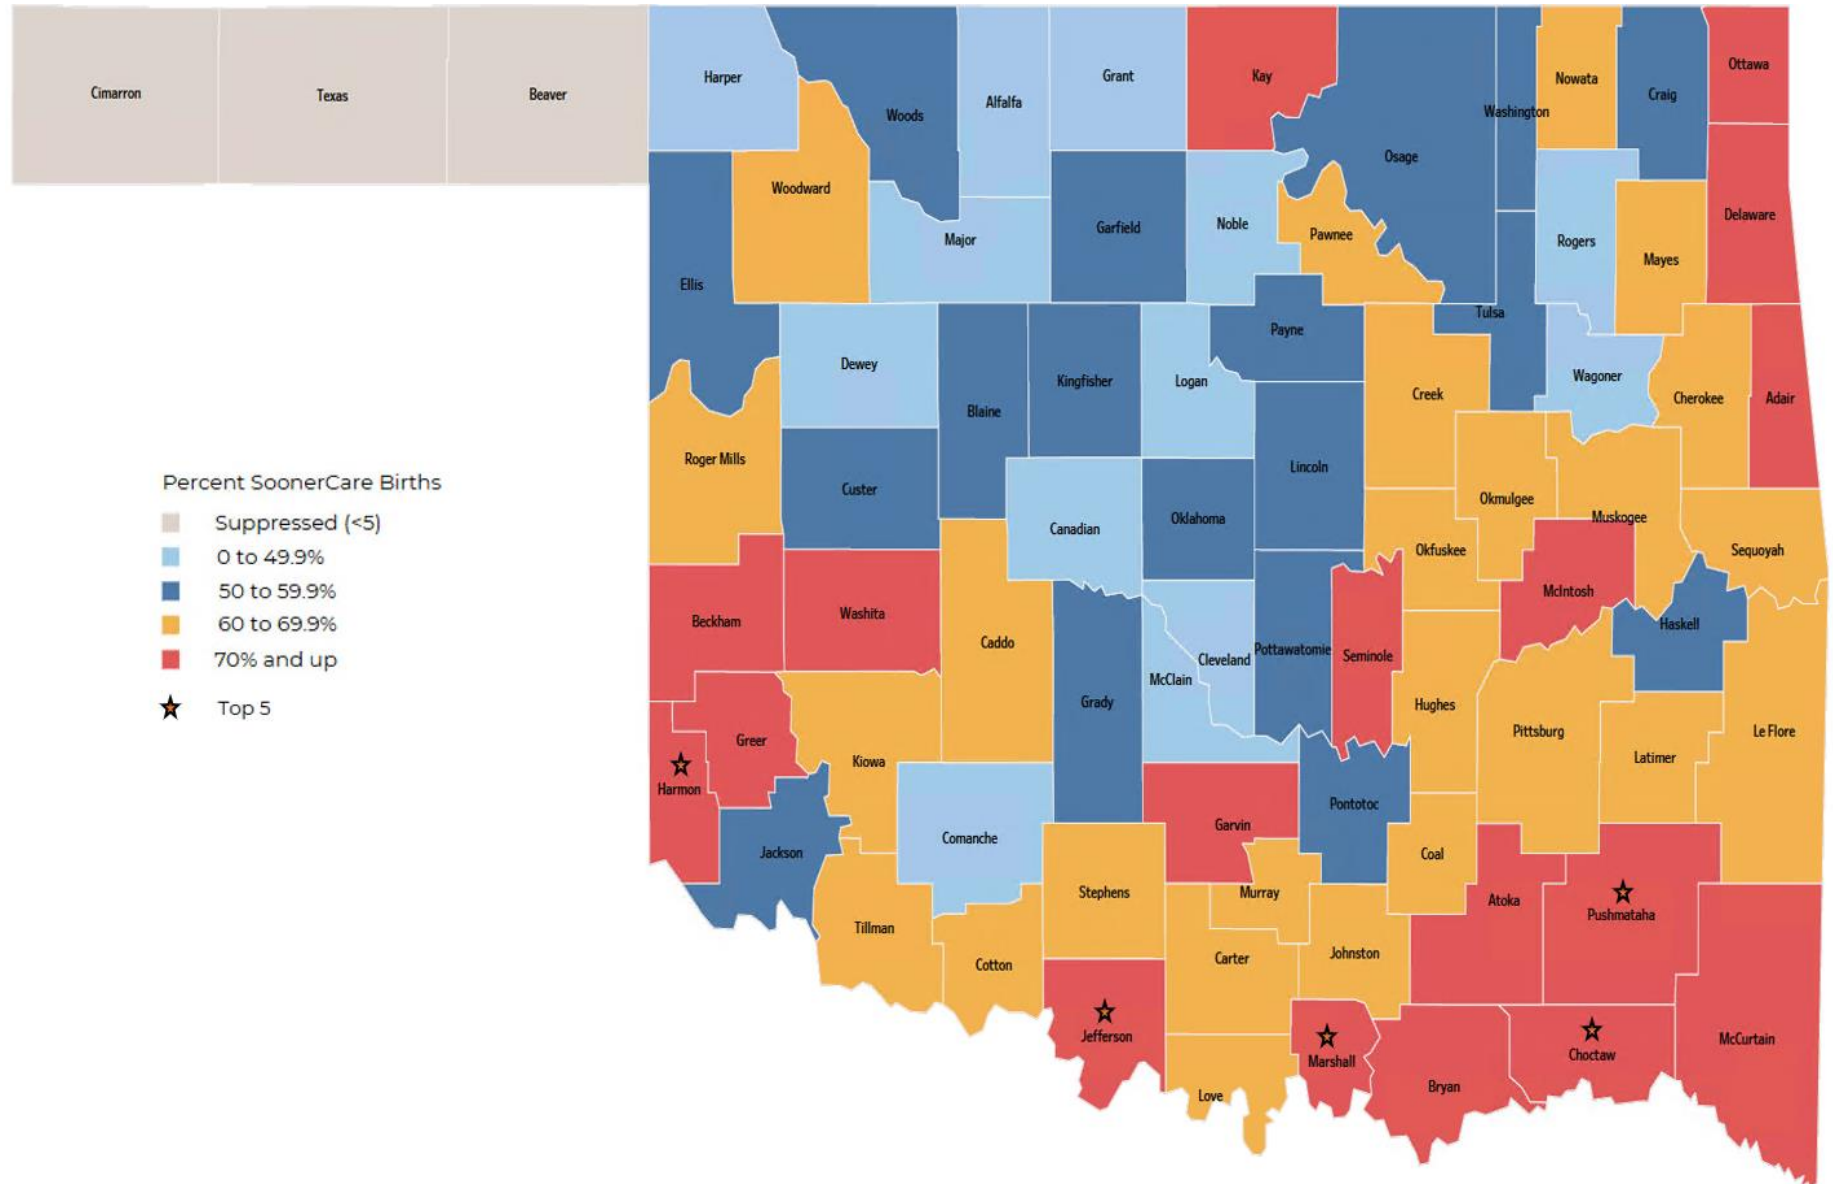 Cimarron
Texas
Beaver
Harper
Woods
Alfalfa
Grant
Kay
Osage
Washington
Nowata
Craig
Ottawa
Woodward
Major
Garfield
Noble
Pawnee
Rogers
Mayes
Delaware
Ellis
Dewey
Blaine
Kingfisher
Logan
Payne
Creek
Tulsa
Wagoner
Cherokee
Adair
Roger Mills
Custer
Canadian
Oklahoma
Lincoln
Okfuskee
Okmulgee
Muskogee
Sequoyah
Percent SoonerCare Births
Suppressed (<5)
0 to 49.9%
50 to 59.9%
60 to 69.9%
70% and up
Top 5
Beckham
Washita
Caddo
Grady
McClain
Cleveland
Pottawatomie
Seminole
Hughes
McIntosh
Haskell
Pittsburg
Latimer
Le Flore
Harmon
Greer
Kiowa
Jackson
Comanche
Garvin
Pontotoc
Coal
Tillman
Cotton
Stephens
Murray
Carter
Johnston
Atoka
Pushmataha
Jefferson
Love
Marshall
Bryan
Choctaw
McCurtain